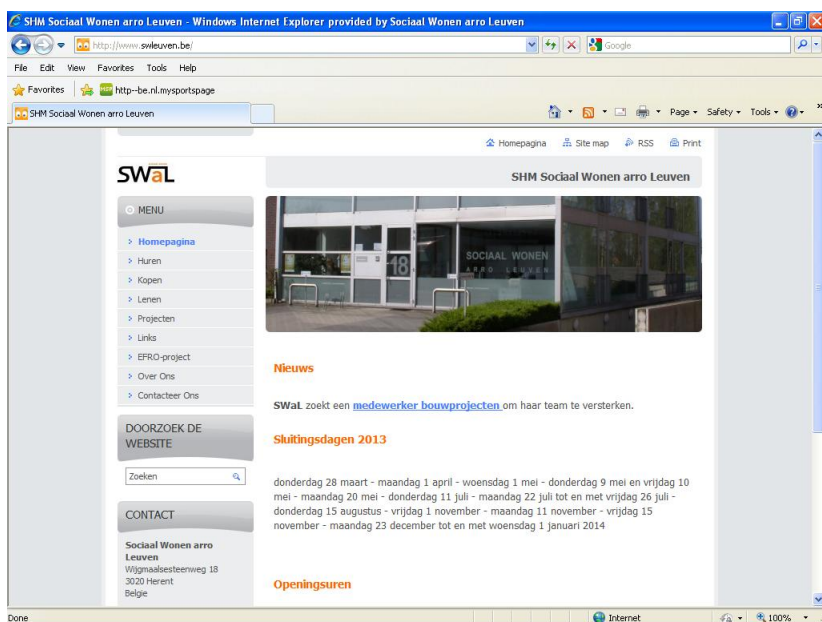 SHM Sociaal Wonen arro Leuven - Windows Internet Explorer provided by Sociaal Wonen arro Leuven
http://www.swleuven.be/
Google
File Edit View Favorites Tools Help
Favorites
http--be.nl.mysportspage
SHM Sociaal Wonen arro Leuven
Page Safety Tools
Homepagina Site map RSS Print
SWaL
SHM Sociaal Wonen arro Leuven
MENU
Homepagina
Huren
Kopen
Lenen
Projecten
Links
EFRO-project
Over Ons
Contacteer Ons
18
SOCIAAL WONEN
ARRO LEUVEN
Nieuws
SWaL zoekt een medewerker bouwprojecten om haar team te versterken.
Sluitingsdagen 2013
donderdag 28 maart - maandag 1 april - woensdag 1 mei - donderdag 9 mei en vrijdag 10
mei - maandag 20 mei - donderdag 11 juli - maandag 22 juli tot en met vrijdag 26 juli -
donderdag 15 augustus - vrijdag 1 november - maandag 11 november - vrijdag 15
november - maandag 23 december tot en met woensdag 1 januari 2014
Openingsuren
DOORZOEK DE
WEBSITE
Zoeken
CONTACT
Sociaal Wonen arro
Leuven
Wijgmaalsesteenweg 18
3020 Herent
Belgie
Done
Internet
100%